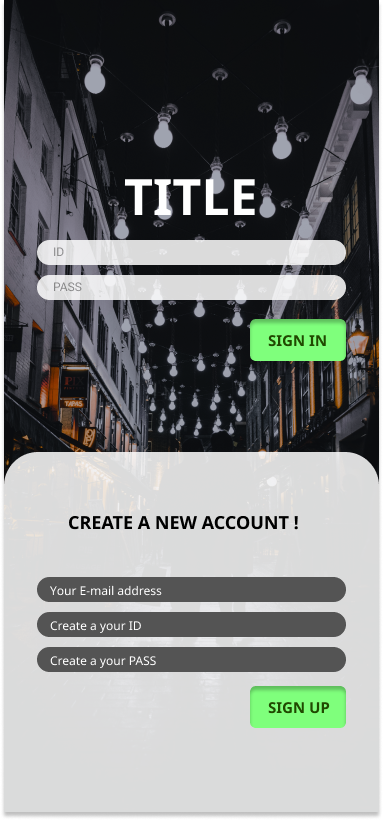 TITLE
ID
PASS
SIGN IN
TAPAS
CREATE A NEW ACCOUNT !
Your E-mail address
Create a your ID
Create a your PASS
SIGN UP